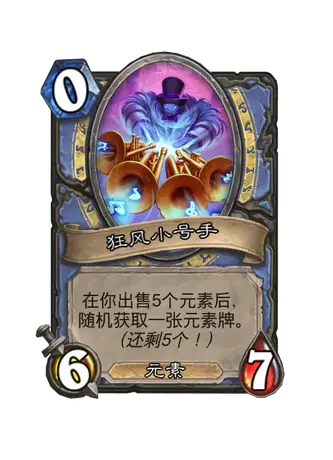 0
狂风小号手
在你出售5个元素后，
随机获取一张元素牌。
(还剩5个！)
6
元素
7